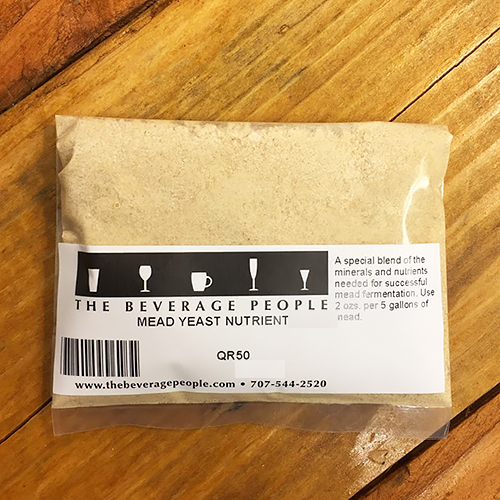 THE BEVERAGE PEOPLE
MEAD YEAST NUTRIENT
A special blend of the
minerals and nutrients
needed for successful
mead fermentation. Use
2 ozs. per 5 gallons of
mead.
QR50
www.thebeveragepeople.com • 707-544-2520